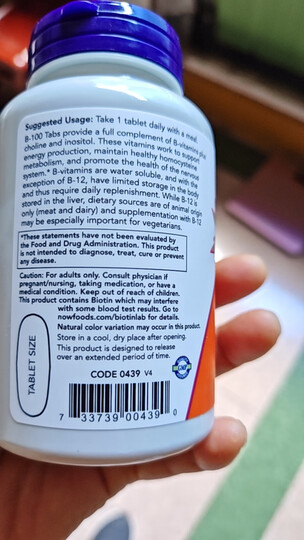 Suggested Usage: Take 1 tablet daily with a meal.
B-100 Tabs provide a full complement of B-vitamins plus
choline and inositol. These vitamins work to support
energy production, maintain healthy homocysteine
metabolism, and promote the health of the nervous
system.* B-vitamins are water soluble, and with the
exception of B-12, have limited storage in the body
and thus require daily replenishment. While B-12 is
stored in the liver, dietary sources are of animal origin
only (meat and dairy) and supplementation with B-12
may be especially important for vegetarians.
*These statements have not been evaluated by
the Food and Drug Administration. This product
is not intended to diagnose, treat, cure or prevent
any disease.
Caution: For adults only. Consult physician if
pregnant/nursing, taking medication, or have a
medical condition. Keep out of reach of children.
This product contains Biotin which may interfere
with some blood test results. Go to
nowfoods.com/biotinlab for details.
Natural color variation may occur in this product.
Store in a cool, dry place after opening.
This product is designed to release
over an extended period of time.
TABLET SIZE
CODE 0439 V4
7 33739 00439 0